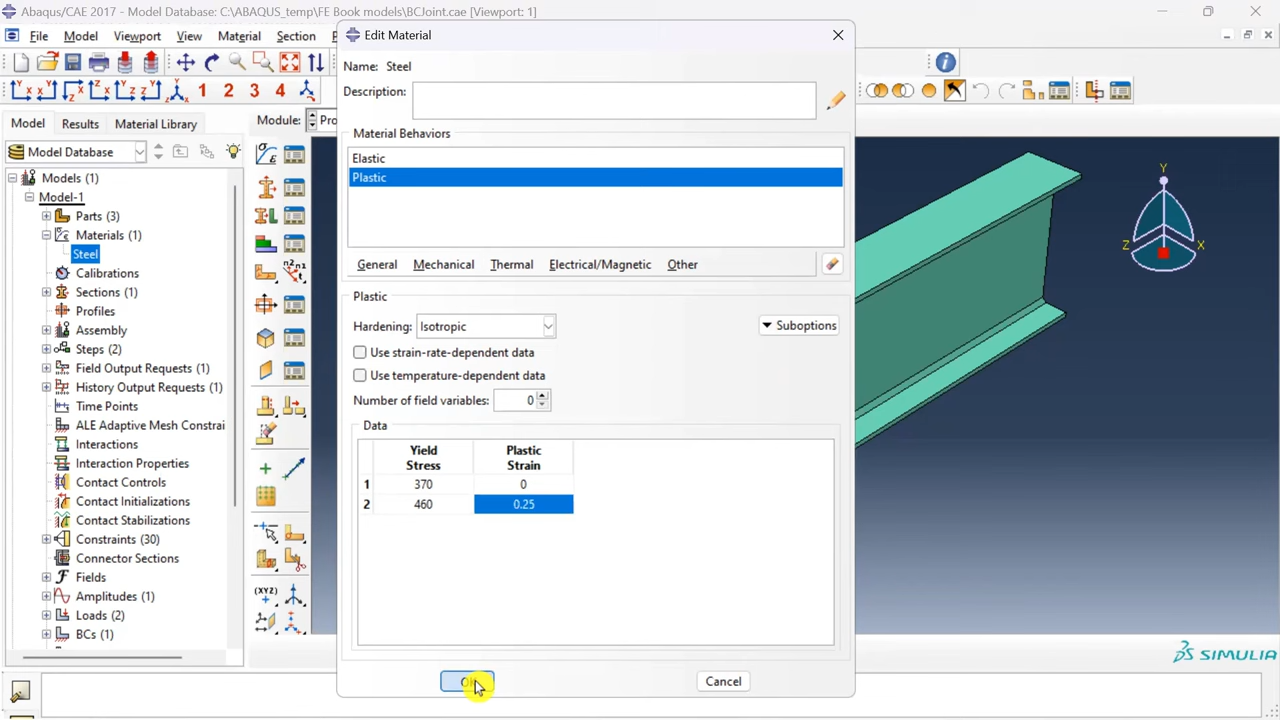 Abaqus/CAE 2017 - Model Database: C:\ABAQUS_temp\FE Book models\BCJoint.cae [Viewport: 1]
File Model Viewport View Material Section
1 2 3 4
Model Results Material Library
Module:
Model Database
Models (1)
Model-1
Parts (3)
Materials (1)
Steel
Calibrations
Sections (1)
Profiles
Assembly
Steps (2)
Field Output Requests (1)
History Output Requests (1)
Time Points
ALE Adaptive Mesh Constrai
Interactions
Interaction Properties
Contact Controls
Contact Initializations
Contact Stabilizations
Constraints (30)
Connector Sections
Fields
Amplitudes (1)
Loads (2)
BCs (1)
Edit Material
Name: Steel
Description:
Material Behaviors
Elastic
Plastic
General Mechanical Thermal Electrical/Magnetic Other
Plastic
Hardening: Isotropic
Suboptions
Use strain-rate-dependent data
Use temperature-dependent data
Number of field variables: 0
Data
Yield Stress Plastic Strain
1 370 0
2 460 0.25
Cancel
Y
Z X
SIMULIA